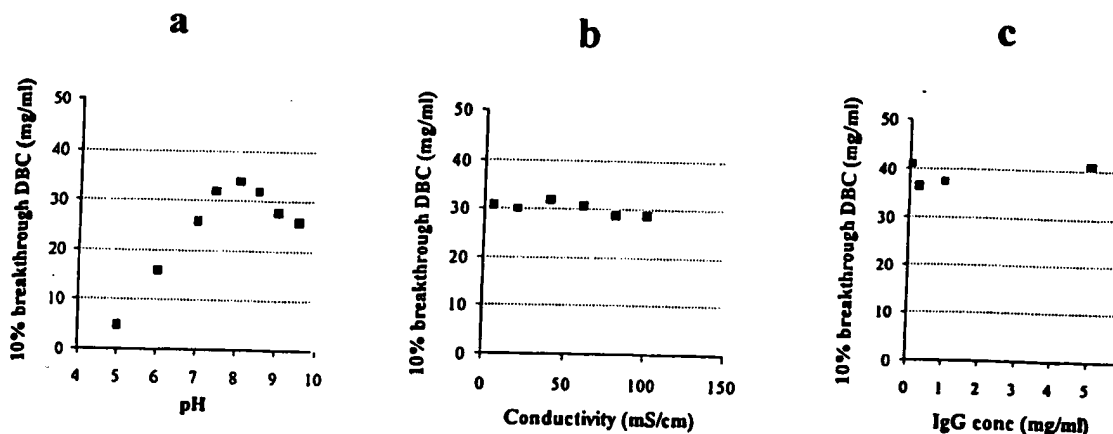 a
b
c
10% breakthrough DBC (mg/ml)
50
40
30
20
10
0
4 5 6 7 8 9 10
pH
10% breakthrough DBC (mg/ml)
50
40
30
20
10
0
0 50 100 150
Conductivity (mS/cm)
10% breakthrough DBC (mg/ml)
50
40
30
20
10
0
0 1 2 3 4 5
IgG conc (mg/ml)